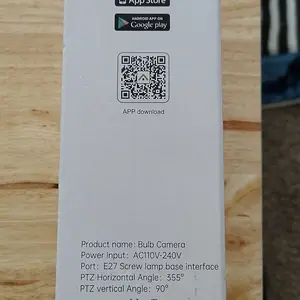 App Store
ANDROID APP ON
Google play
APP download
Product name: Bulb Camera
Power Input: AC110V-240V
Port: E27 Screw lamp base interface
PTZ Horizontal Angle: 355°
PTZ vertical Angle: 90°